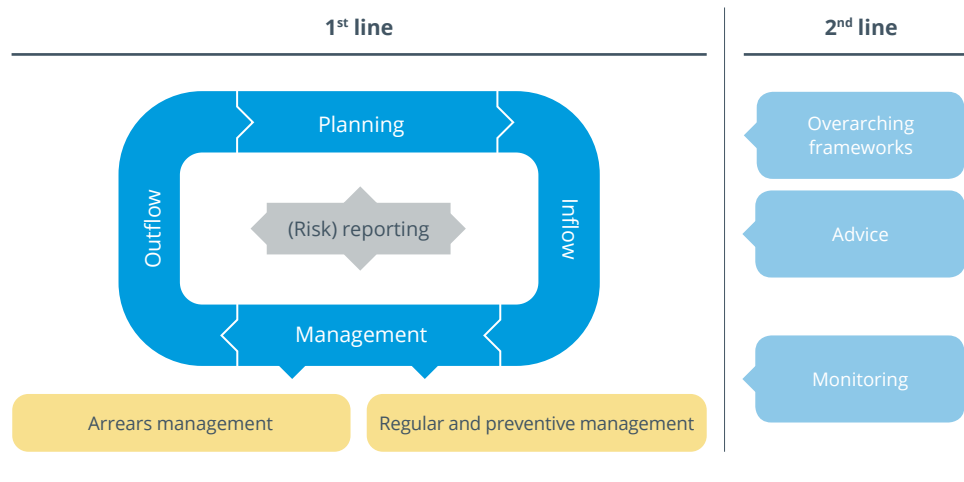 1st line
2nd line
Planning
Outflow
(Risk) reporting
Inflow
Management
Arrears management
Regular and preventive management
Overarching
frameworks
Advice
Monitoring